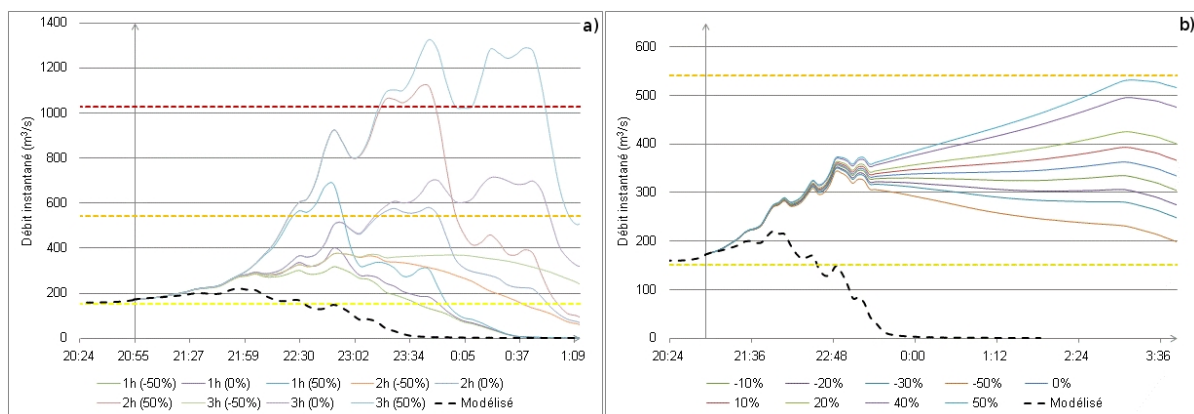 a)
Débit instantané (m³/s)
1400
1200
1000
800
600
400
200
0
20:24 20:55 21:27 21:59 22:30 23:02 23:34 0:05 0:37 1:09
1h (-50%) 1h (0%) 1h (50%) 2h (-50%) 2h (0%)
2h (50%) 3h (-50%) 3h (0%) 3h (50%) Modélisé
b)
Débit instantané (m³/s)
600
500
400
300
200
100
0
20:24 21:36 22:48 0:00 1:12 2:24 3:36
-10% -20% -30% -50% 0%
10% 20% 40% 50% Modélisé